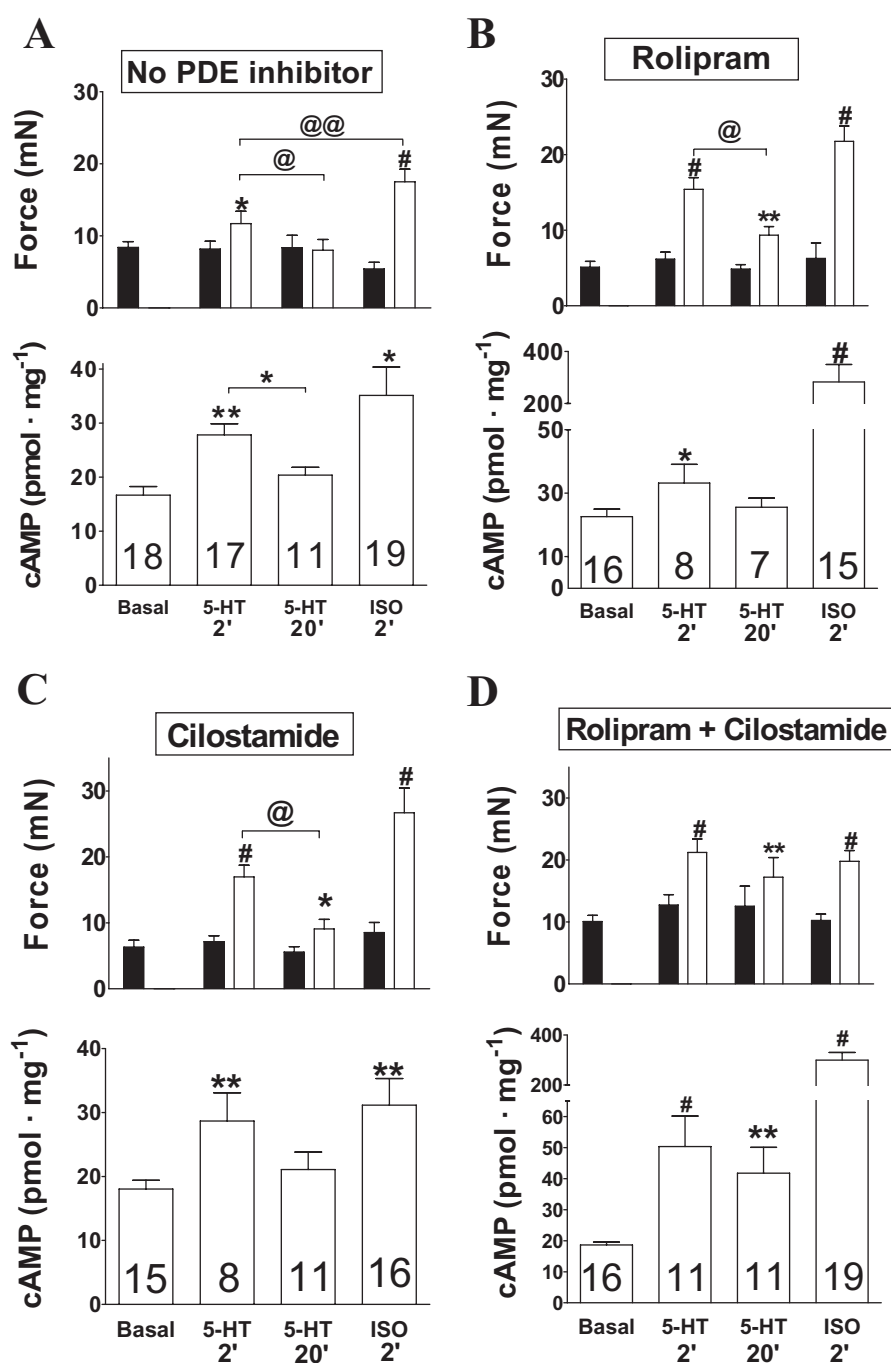 A
No PDE inhibitor
30
20
10
0
Force (mN)
@@
@
*
#
40
30
20
10
0
cAMP (pmol · mg⁻¹)
**
*
*
18 17 11 19
Basal 5-HT 5-HT ISO
2' 20' 2'
B
Rolipram
30
20
10
0
Force (mN)
#
@
**
#
400
200
50
30
20
10
0
cAMP (pmol · mg⁻¹)
*
#
16 8 7 15
Basal 5-HT 5-HT ISO
2' 20' 2'
C
Cilostamide
30
20
10
0
Force (mN)
#
@
*
#
40
30
20
10
0
cAMP (pmol · mg⁻¹)
**
**
15 8 11 16
Basal 5-HT 5-HT ISO
2' 20' 2'
D
Rolipram + Cilostamide
30
20
10
0
Force (mN)
#
**
#
400
200
60
50
40
30
20
10
0
cAMP (pmol · mg⁻¹)
#
**
#
16 11 11 19
Basal 5-HT 5-HT ISO
2' 20' 2'